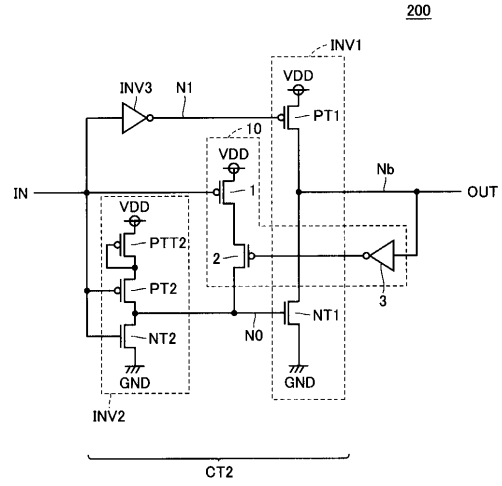 200
INV1
VDD
INV3
N1
PT1
10
VDD
Nb
IN
1
OUT
VDD
PTT2
2
PT2
3
NT2
N0
NT1
GND
GND
INV2
CT2